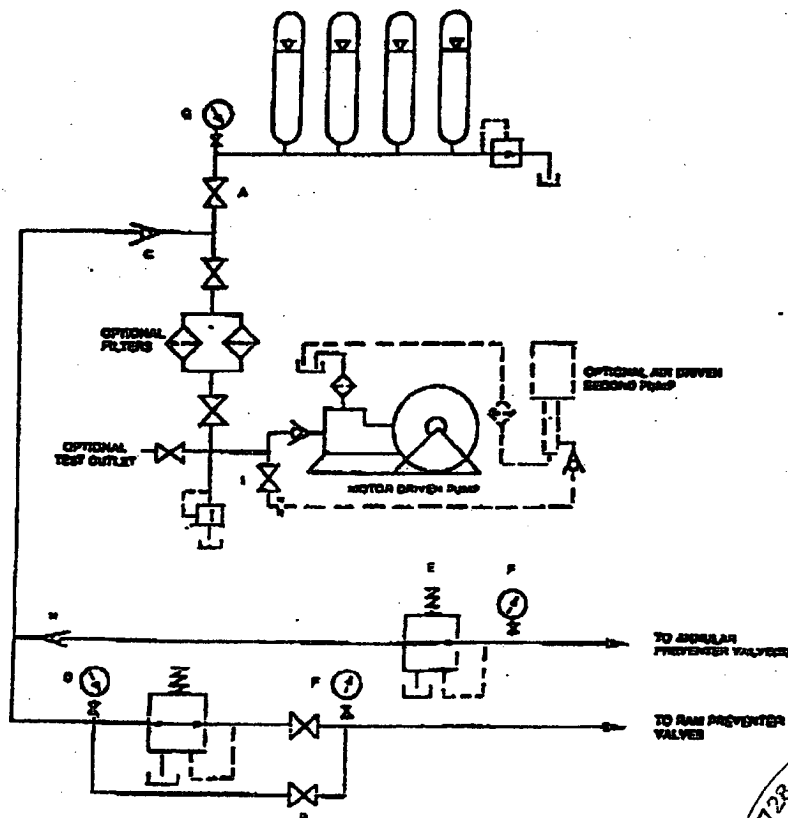 G
A
C
OPTIONAL
FILTERS
OPTIONAL AIR DRIVEN
SECOND PUMP
OPTIONAL
TEST OUTLET
MOTOR DRIVEN PUMP
E
F
TO ANNULAR
PREVENTER VALVES
F
TO RAM PREVENTER
VALVES
728